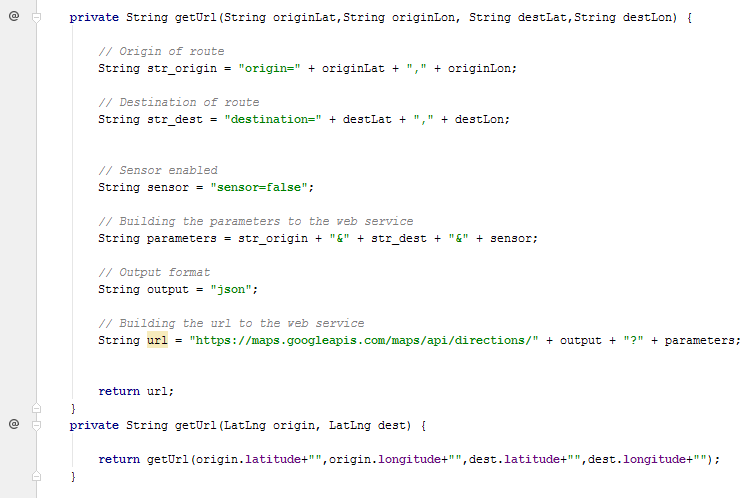 @ private String getUrl(String originLat,String originLon, String destLat,String destLon) {
// Origin of route
String str_origin = "origin=" + originLat + "," + originLon;
// Destination of route
String str_dest = "destination=" + destLat + "," + destLon;
// Sensor enabled
String sensor = "sensor=false";
// Building the parameters to the web service
String parameters = str_origin + "&" + str_dest + "&" + sensor;
// Output format
String output = "json";
// Building the url to the web service
String url = "https://maps.googleapis.com/maps/api/directions/" + output + "?" + parameters;
return url;
}
@ private String getUrl(LatLng origin, LatLng dest) {
return getUrl(origin.latitude+"",origin.longitude+"",dest.latitude+"",dest.longitude+"");
}